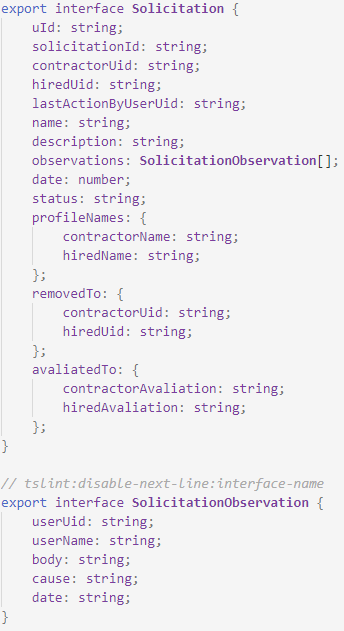 export interface Solicitation {
    uId: string;
    solicitationId: string;
    contractorUid: string;
    hiredUid: string;
    lastActionByUserUid: string;
    name: string;
    description: string;
    observations: SolicitationObservation[];
    date: number;
    status: string;
    profileNames: {
        contractorName: string;
        hiredName: string;
    };
    removedTo: {
        contractorUid: string;
        hiredUid: string;
    };
    avaliatedTo: {
        contractorAvaliation: string;
        hiredAvaliation: string;
    };
}
// tslint:disable-next-line:interface-name
export interface SolicitationObservation {
    userUid: string;
    userName: string;
    body: string;
    cause: string;
    date: string;
}